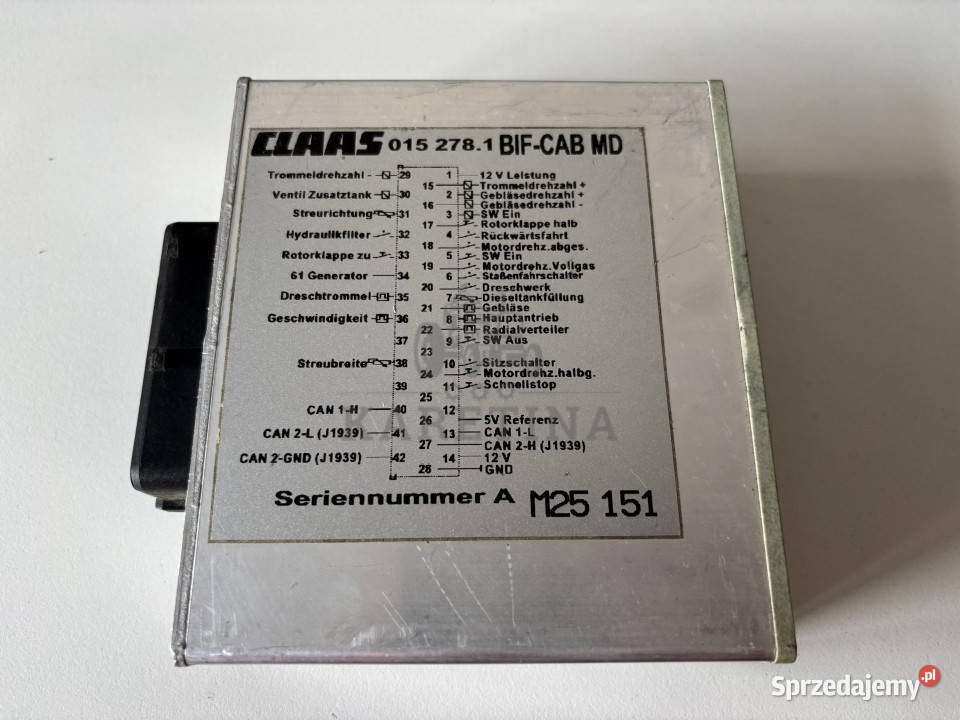 CLAAS 015 278.1 BIF-CAB MD
Trommeldrehzahl - 29 1 12 V Leistung
15 Trommeldrehzahl +
Ventil Zusatztank 30 2 Gebläsedrehzahl +
16 Gebläsedrehzahl -
Streurichtung 31 3 SW Ein
17 Rotorklappe halb
Hydraulikfilter 32 4 Rückwärtsfahrt
18 Motordrehz.abges.
Rotorklappe zu 33 5 SW Ein
19 Motordrehz.Vollgas
61 Generator 34 6 Staßenfahrschalter
20 Dreschwerk
Dreschtrommel 35 7 Dieseltankfüllung
21 Gebläse
Geschwindigkeit 36 8 Hauptantrieb
22 Radialverteiler
37 9 SW Aus
23
Streubreite 38 10 Sitzschalter
24 Motordrehz.halbg.
39 11 Schnellstop
25
CAN 1-H 40 12
26 5V Referenz
CAN 2-L (J1939) 41 13 CAN 1-L
27 CAN 2-H (J1939)
CAN 2-GND (J1939) 42 14 12 V
28 GND
KABETINA
Seriennummer A M25 151
Sprzedajemy.pl